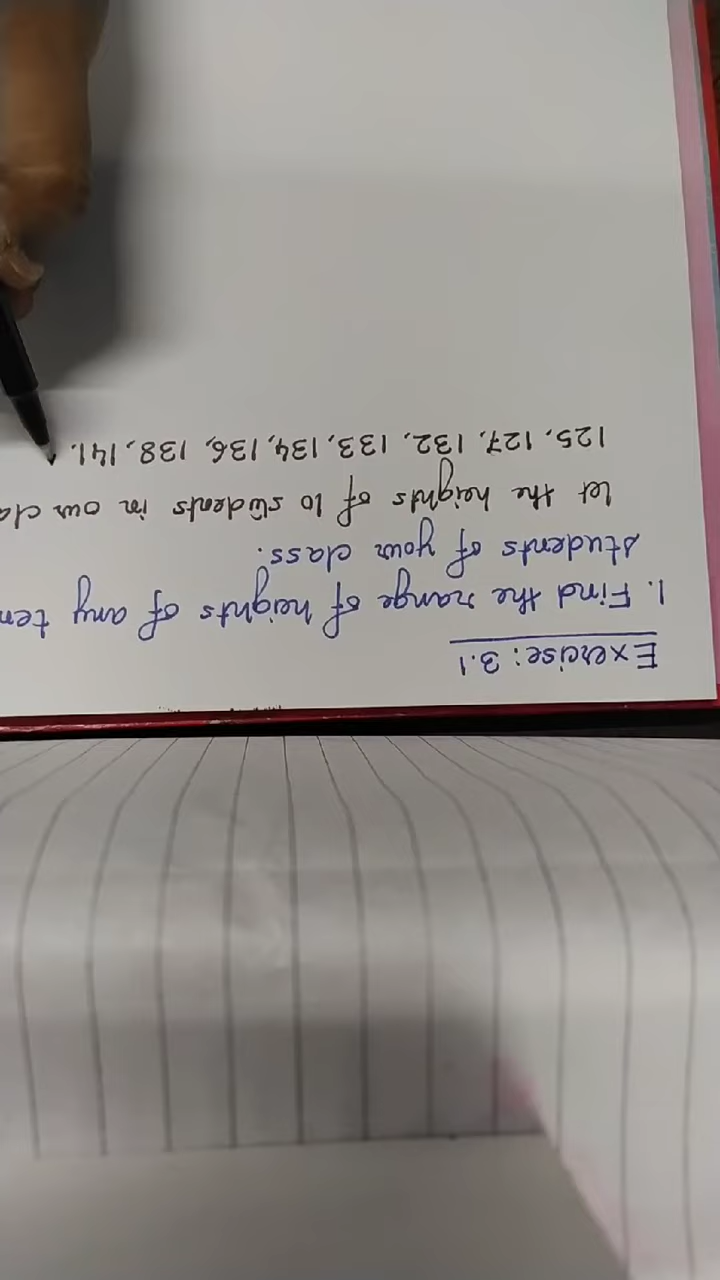 Exercise: 3.1
1. Find the range of heights of any ten
students of your class.
let the heights of 10 students in our cla
125, 127, 132, 133, 134, 136, 138, 141.